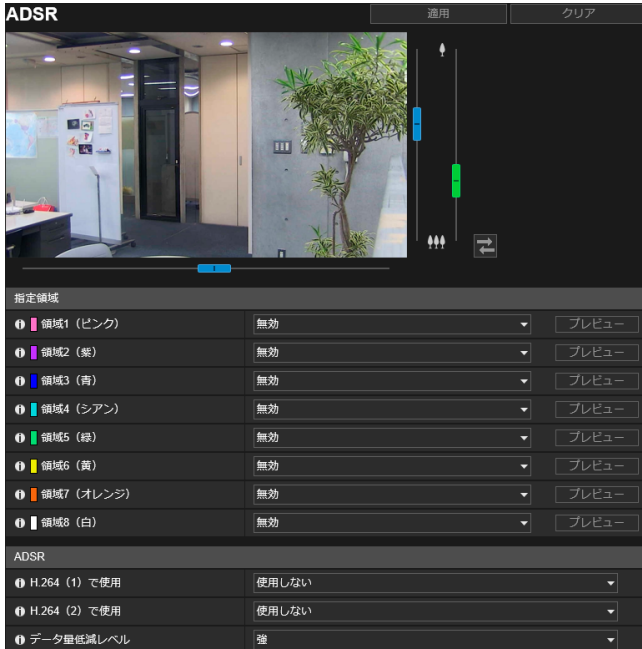 ADSR
適用
クリア
指定領域
領域1（ピンク）
無効
プレビュー
領域2（紫）
無効
プレビュー
領域3（青）
無効
プレビュー
領域4（シアン）
無効
プレビュー
領域5（緑）
無効
プレビュー
領域6（黄）
無効
プレビュー
領域7（オレンジ）
無効
プレビュー
領域8（白）
無効
プレビュー
ADSR
H.264（1）で使用
使用しない
H.264（2）で使用
使用しない
データ量低減レベル
強